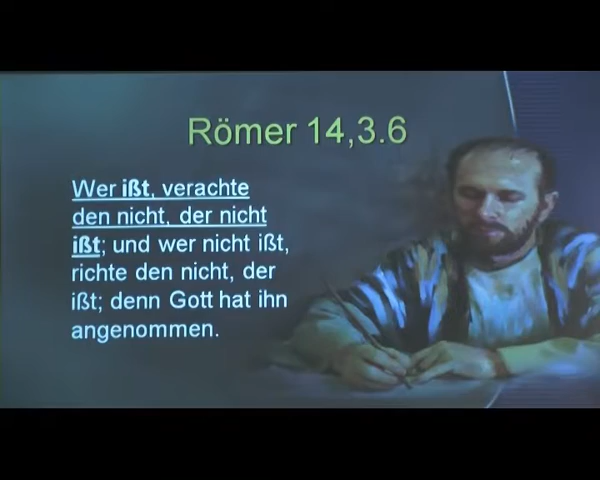 Römer 14,3.6
Wer ißt, verachte
den nicht, der nicht
ißt; und wer nicht ißt,
richte den nicht, der
ißt; denn Gott hat ihn
angenommen.